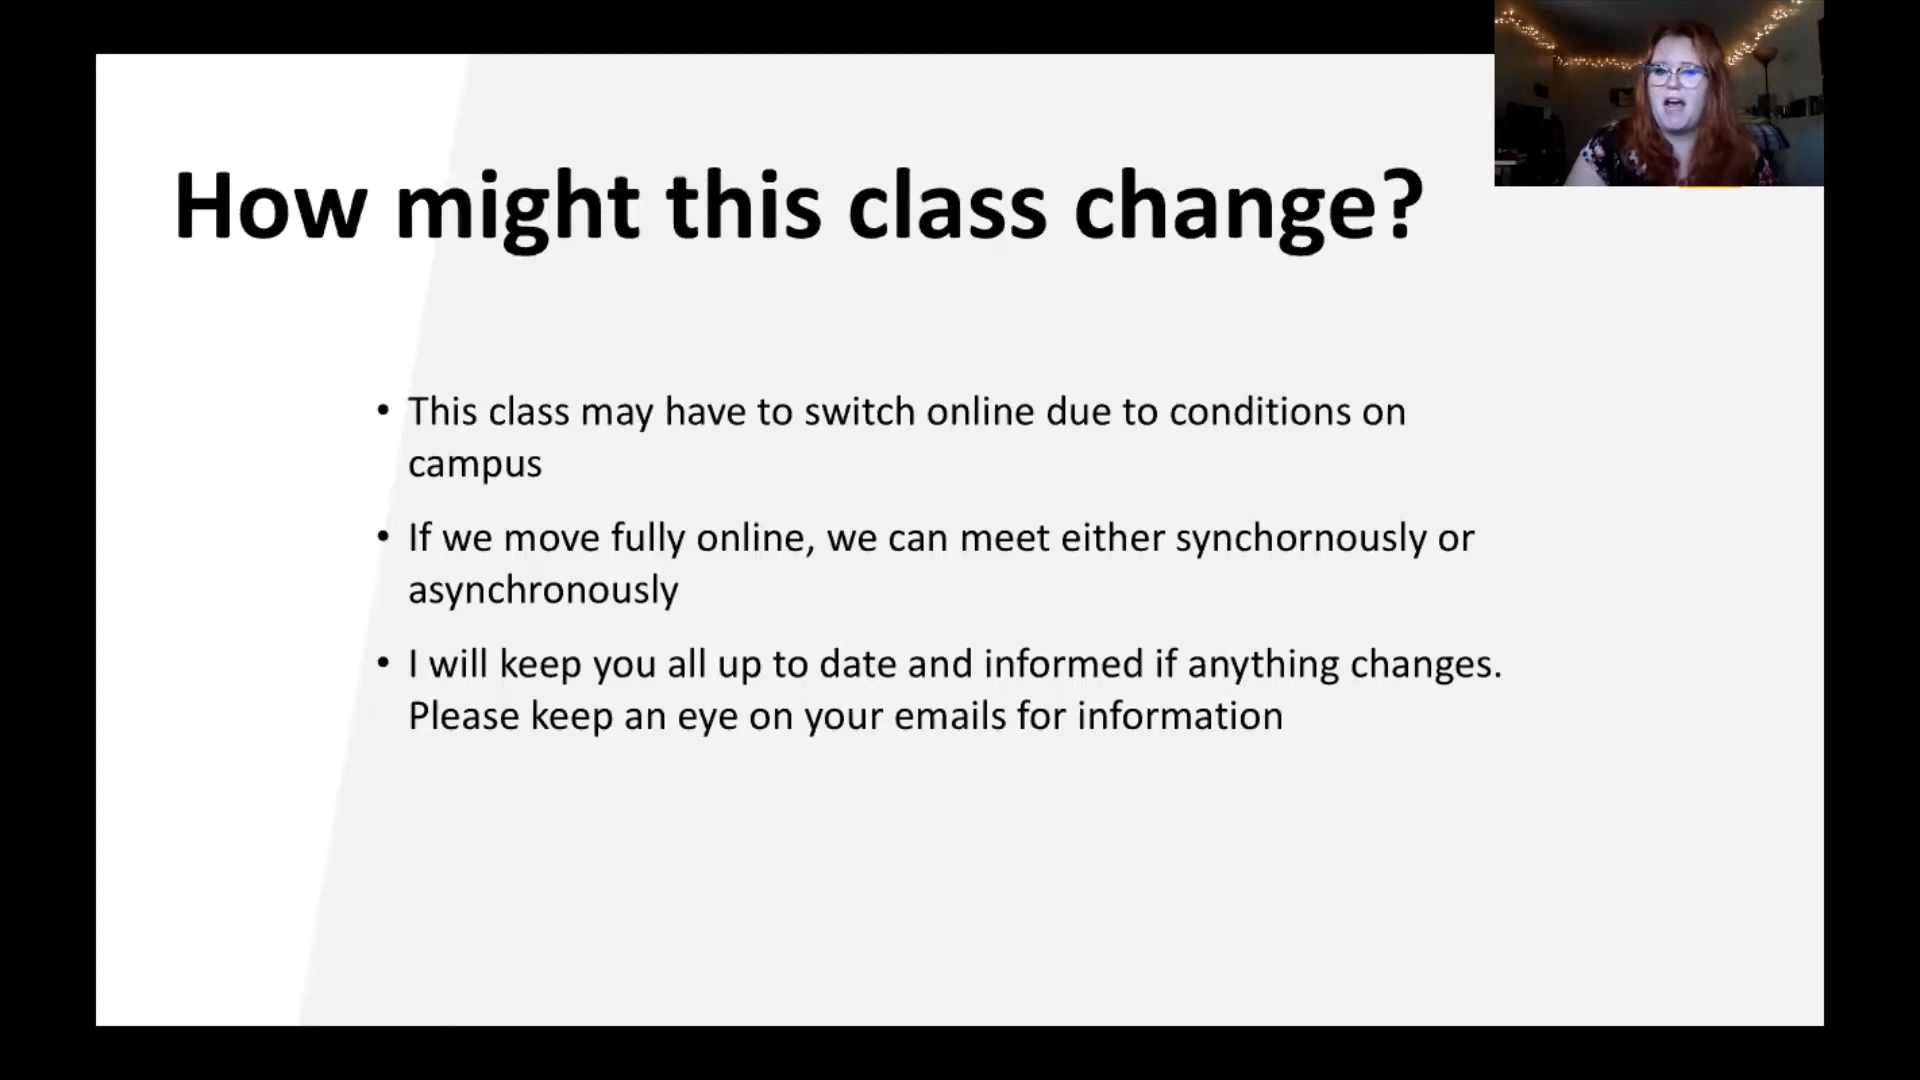 How might this class change?
• This class may have to switch online due to conditions on
campus
• If we move fully online, we can meet either synchornously or
asynchronously
• I will keep you all up to date and informed if anything changes.
Please keep an eye on your emails for information